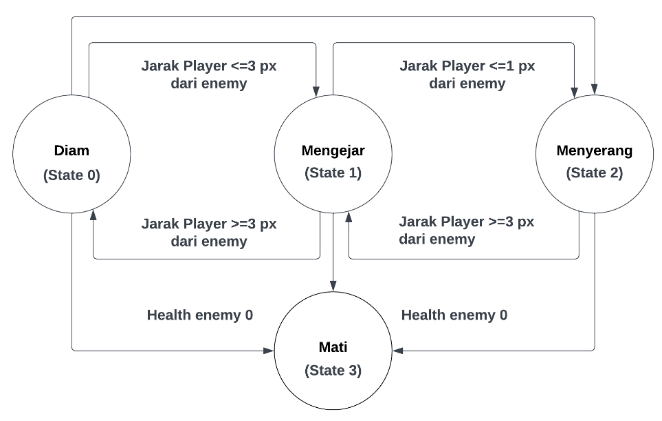 Jarak Player <=3 px
dari enemy
Jarak Player <=1 px
dari enemy
Diam
(State 0)
Mengejar
(State 1)
Menyerang
(State 2)
Jarak Player >=3 px
dari enemy
Jarak Player >=3 px
dari enemy
Health enemy 0
Health enemy 0
Mati
(State 3)